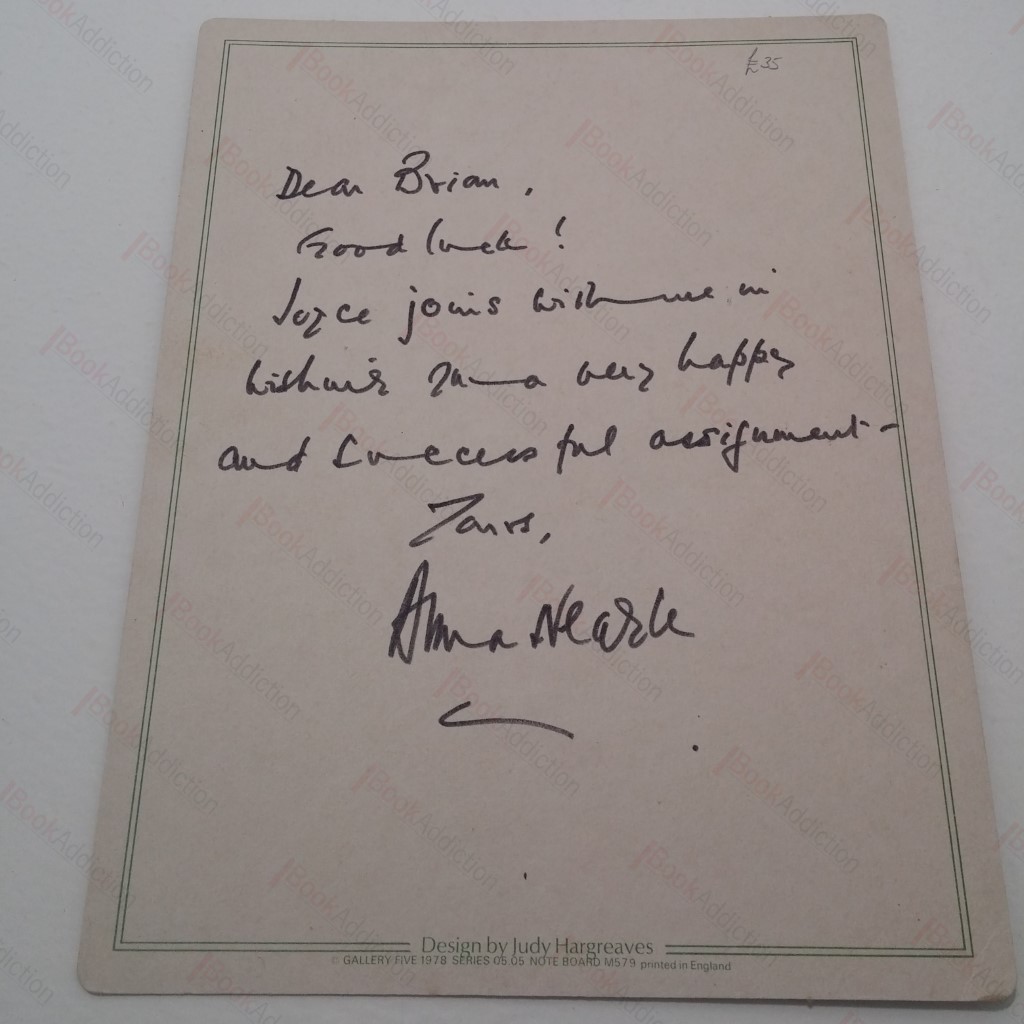 £35
Dear Brian,
Good luck!
Joyce joins with me in
wishing you a very happy
and successful assignment -
Yours,
Anna Neagle
Design by Judy Hargreaves
© GALLERY FIVE 1978 SERIES 05.05 NOTE BOARD M579 printed in England
BookAddiction